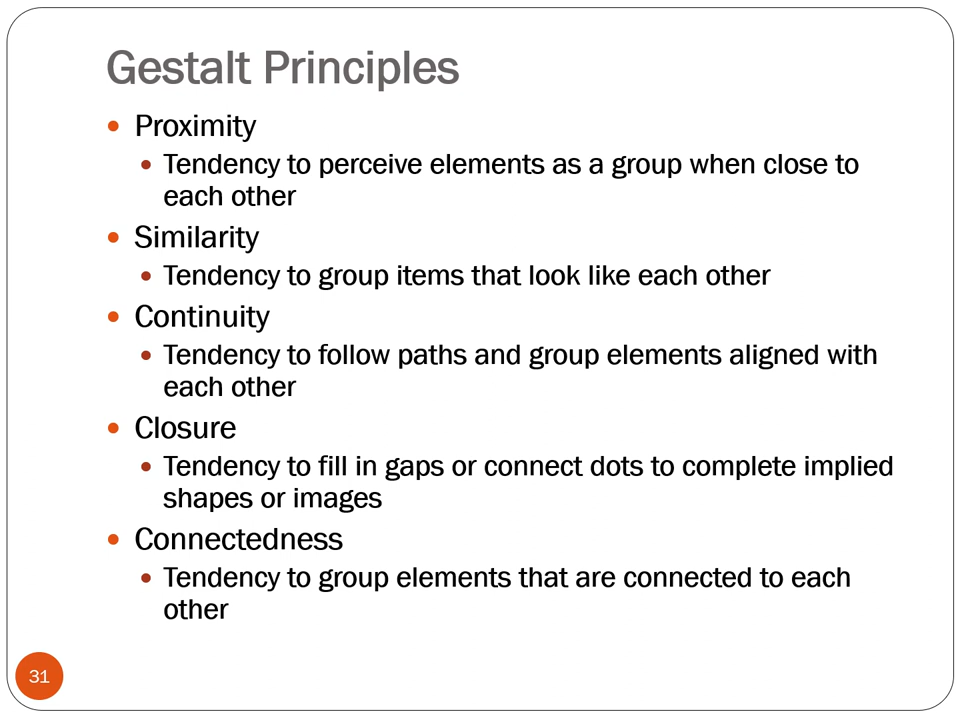 Gestalt Principles
Proximity
Tendency to perceive elements as a group when close to
each other
Similarity
Tendency to group items that look like each other
Continuity
Tendency to follow paths and group elements aligned with
each other
Closure
Tendency to fill in gaps or connect dots to complete implied
shapes or images
Connectedness
Tendency to group elements that are connected to each
other
31